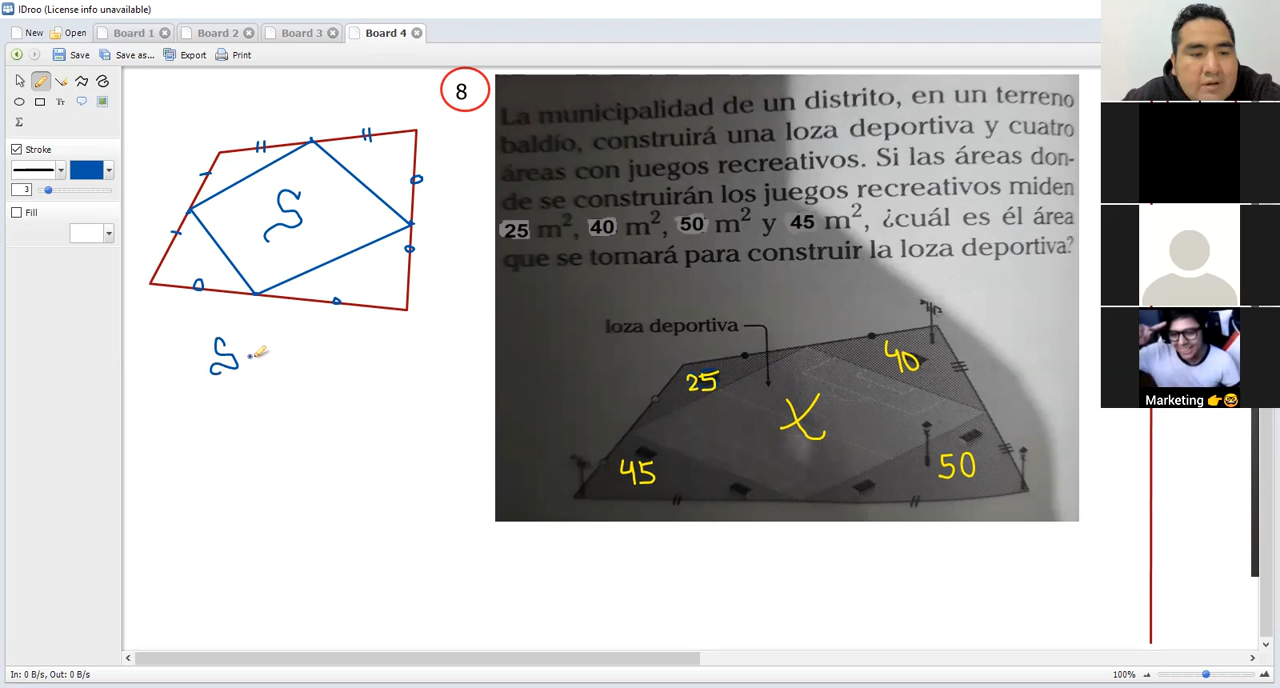 IDroo (License info unavailable)
New Open Board 1 Board 2 Board 3 Board 4
Save Save as... Export Print
Tr
Σ
Stroke
3
Fill
8
S
S
La municipalidad de un distrito, en un terreno
baldío, construirá una loza deportiva y cuatro
áreas con juegos recreativos. Si las áreas don-
de se construirán los juegos recreativos miden
25 m², 40 m², 50 m² y 45 m², ¿cuál es él área
que se tomará para construir la loza deportiva?
loza deportiva
25
40
x
45
50
Marketing 👉🤓
In: 0 B/s, Out: 0 B/s
100%